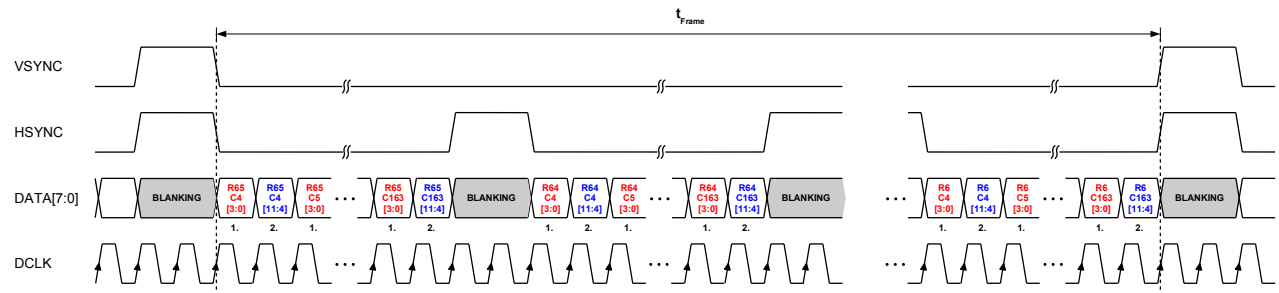 t_Frame
VSYNC
HSYNC
DATA[7:0]
BLANKING
R65 C4 [3:0]
R65 C4 [11:4]
R65 C5 [3:0]
...
R65 C163 [3:0]
R65 C163 [11:4]
BLANKING
R64 C4 [3:0]
R64 C4 [11:4]
R64 C5 [3:0]
...
R64 C163 [3:0]
R64 C163 [11:4]
BLANKING
...
R6 C4 [3:0]
R6 C4 [11:4]
R6 C5 [3:0]
...
R6 C163 [3:0]
R6 C163 [11:4]
BLANKING
1. 2. 1. 1. 2. 1. 2. 1. 1. 2. 1. 2. 1. 1. 2.
DCLK
... ... ... ...